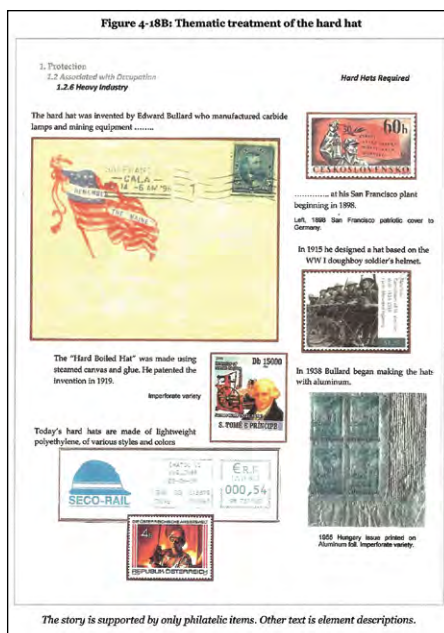 Figure 4-18B: Thematic treatment of the hard hat
1. Protection
1.2 Associated with Occupation
1.2.6 Heavy Industry
Hard Hats Required
The hard hat was invented by Edward Bullard who manufactured carbide
lamps and mining equipment ........
REMEMBER
THE MAINE
CALA
60h
ČESKOSLOVENSKO
............ at his San Francisco plant
beginning in 1898.
Left, 1898 San Francisco patriotic cover to
Germany.
In 1915 he designed a hat based on the
WW I doughboy soldier's helmet.
The "Hard Boiled Hat" was made using
steamed canvas and glue. He patented the
invention in 1919.
Imperforate variety
Db 15000
S. TOMÉ E PRÍNCIPE
In 1938 Bullard began making the hats
with aluminum.
Today's hard hats are made of lightweight
polyethylene, of various styles and colors
SECO-RAIL
€ R.F.
000,54
4
REPUBLIK ÖSTERREICH
1955 Hungary issue printed on
Aluminum foil. Imperforate variety.
The story is supported by only philatelic items. Other text is element descriptions.